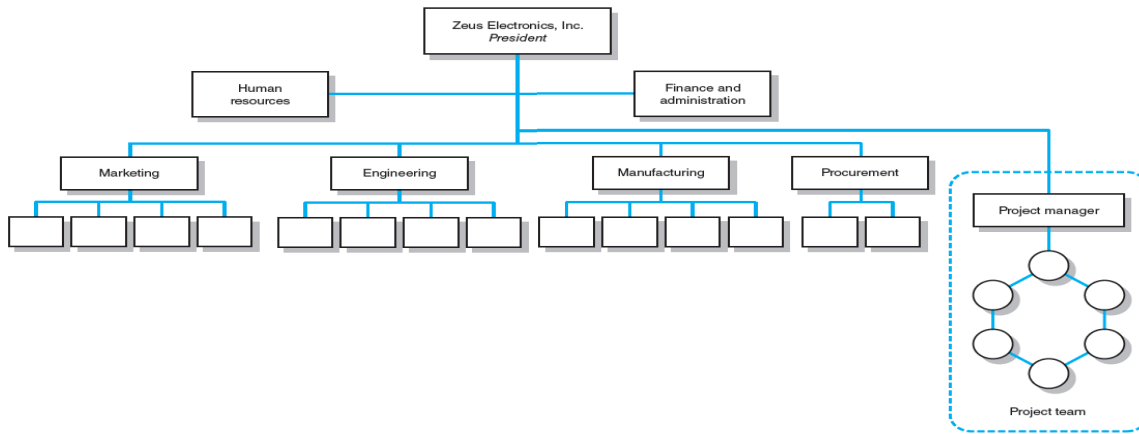 Zeus Electronics, Inc.
President
Human
resources
Finance and
administration
Marketing
Engineering
Manufacturing
Procurement
Project manager
Project team